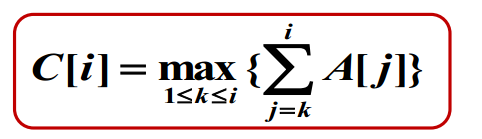 C[i] = max_{1≤k≤i} {∑_{j=k}^{i} A[j]}